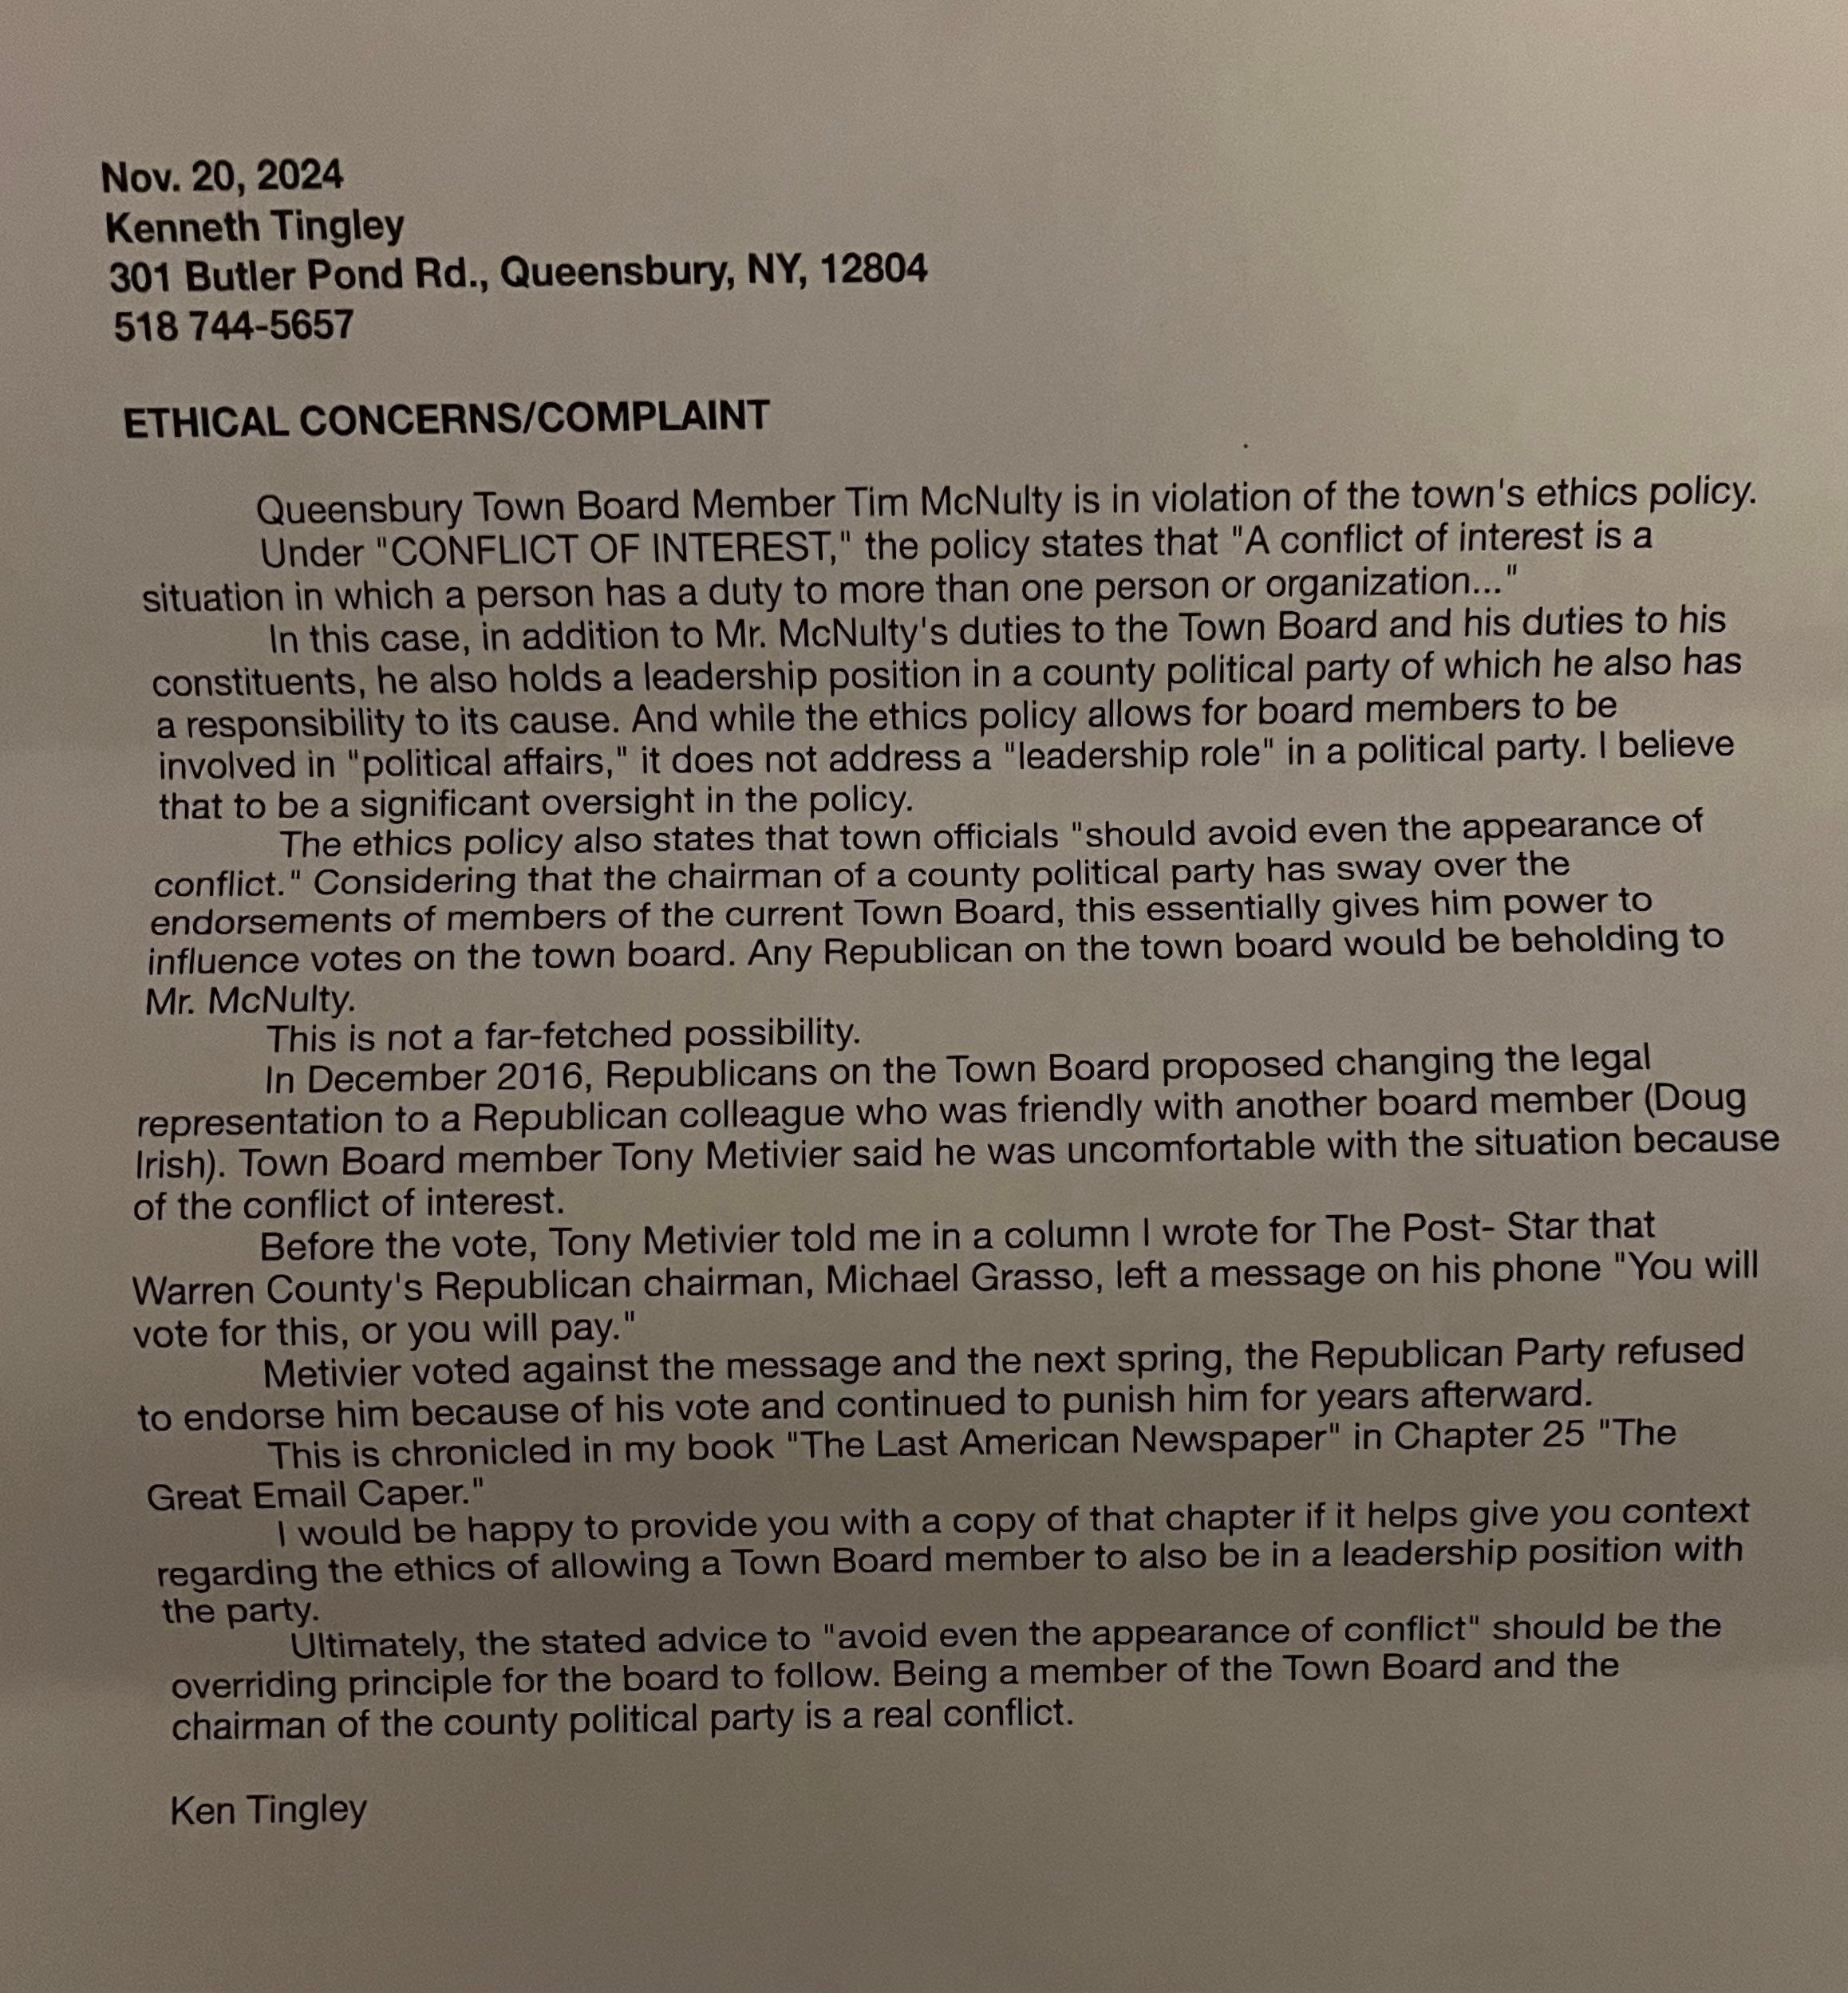 Nov. 20, 2024
Kenneth Tingley
301 Butler Pond Rd., Queensbury, NY, 12804
518 744-5657
ETHICAL CONCERNS/COMPLAINT
Queensbury Town Board Member Tim McNulty is in violation of the town's ethics policy.
Under "CONFLICT OF INTEREST," the policy states that "A conflict of interest is a
situation in which a person has a duty to more than one person or organization..."
In this case, in addition to Mr. McNulty's duties to the Town Board and his duties to his
constituents, he also holds a leadership position in a county political party of which he also has
a responsibility to its cause. And while the ethics policy allows for board members to be
involved in "political affairs," it does not address a "leadership role" in a political party. I believe
that to be a significant oversight in the policy.
The ethics policy also states that town officials "should avoid even the appearance of
conflict." Considering that the chairman of a county political party has sway over the
endorsements of members of the current Town Board, this essentially gives him power to
influence votes on the town board. Any Republican on the town board would be beholding to
Mr. McNulty.
This is not a far-fetched possibility.
In December 2016, Republicans on the Town Board proposed changing the legal
representation to a Republican colleague who was friendly with another board member (Doug
Irish). Town Board member Tony Metivier said he was uncomfortable with the situation because
of the conflict of interest.
Before the vote, Tony Metivier told me in a column I wrote for The Post- Star that
Warren County's Republican chairman, Michael Grasso, left a message on his phone "You will
vote for this, or you will pay."
Metivier voted against the message and the next spring, the Republican Party refused
to endorse him because of his vote and continued to punish him for years afterward.
This is chronicled in my book "The Last American Newspaper" in Chapter 25 "The
Great Email Caper."
I would be happy to provide you with a copy of that chapter if it helps give you context
regarding the ethics of allowing a Town Board member to also be in a leadership position with
the party.
Ultimately, the stated advice to "avoid even the appearance of conflict" should be the
overriding principle for the board to follow. Being a member of the Town Board and the
chairman of the county political party is a real conflict.
Ken Tingley